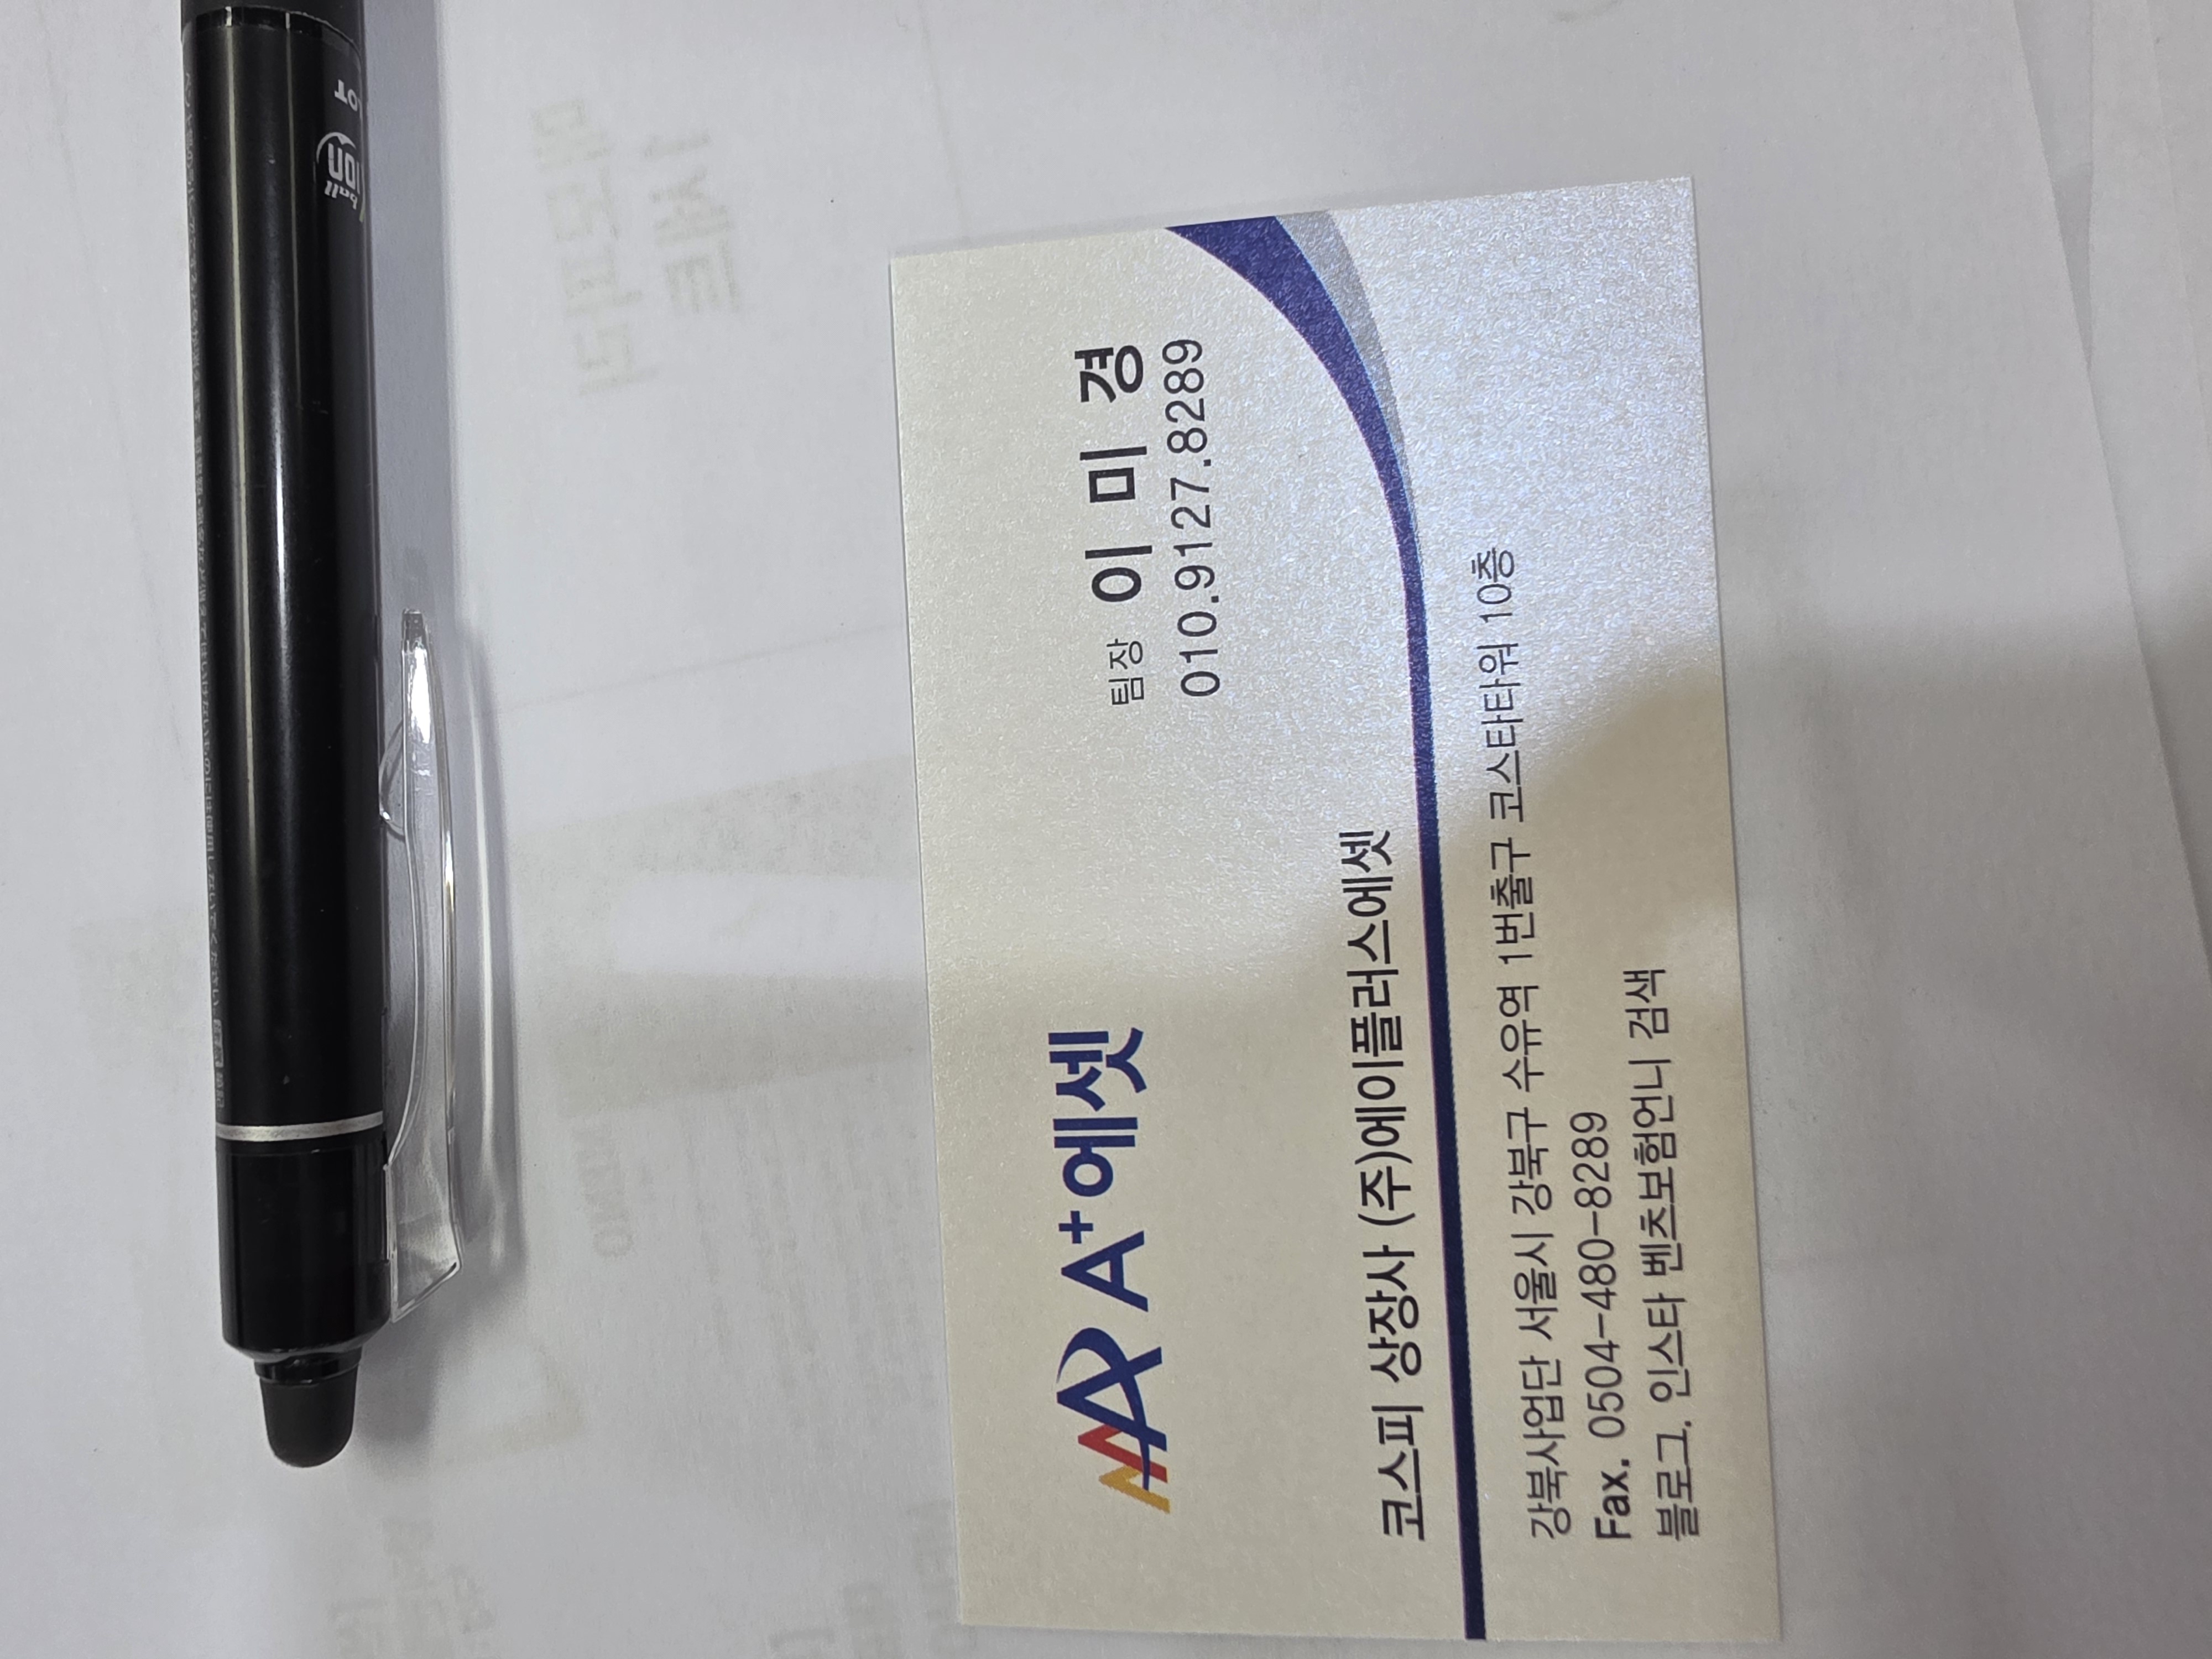 A+에셋
팀장 이 미 경
010.9127.8289
코스피 상장사 (주)에이플러스에셋
강북사업단 서울시 강북구 수유역 1번출구 코스타타워 10층
Fax. 0504-480-8289
블로그, 인스타 벤츠보험언니 검색
ball